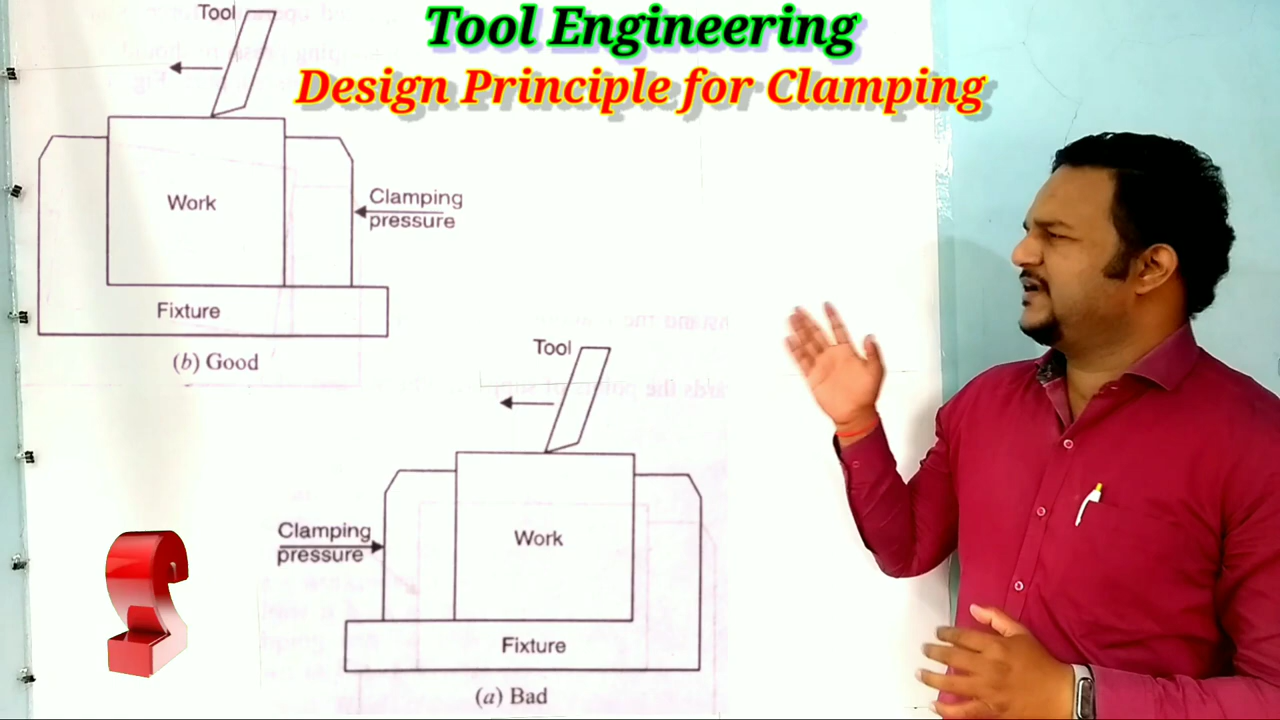 Tool Engineering
Design Principle for Clamping
Tool
Work
Clamping
pressure
Fixture
(b) Good
Tool
Clamping
pressure
Work
Fixture
(a) Bad